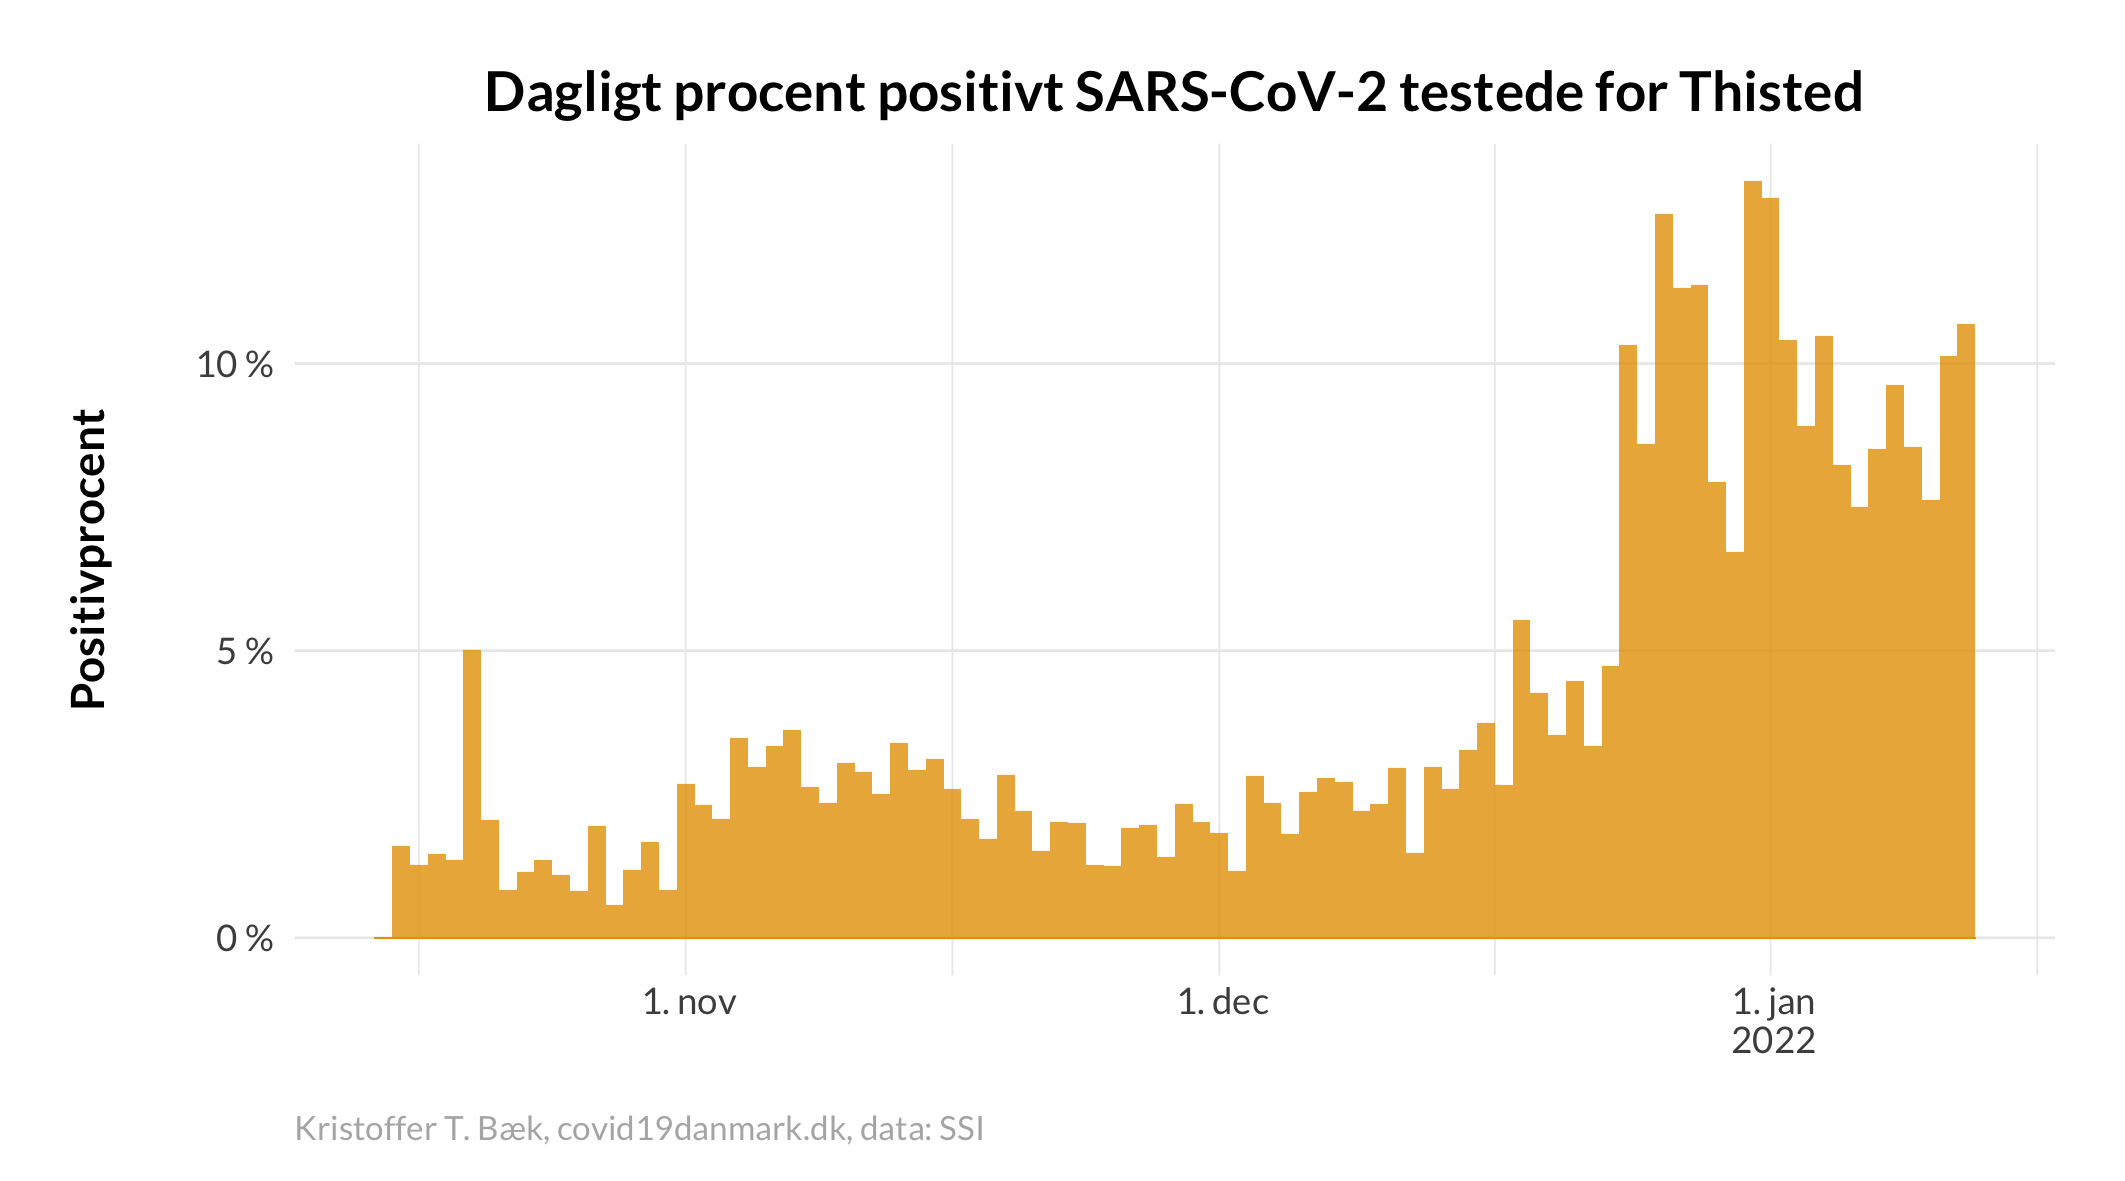 Dagligt procent positivt SARS-CoV-2 testede for Thisted
Positivprocent
10 %
5 %
0 %
1. nov
1. dec
1. jan
2022
Kristoffer T. Bæk, covid19danmark.dk, data: SSI